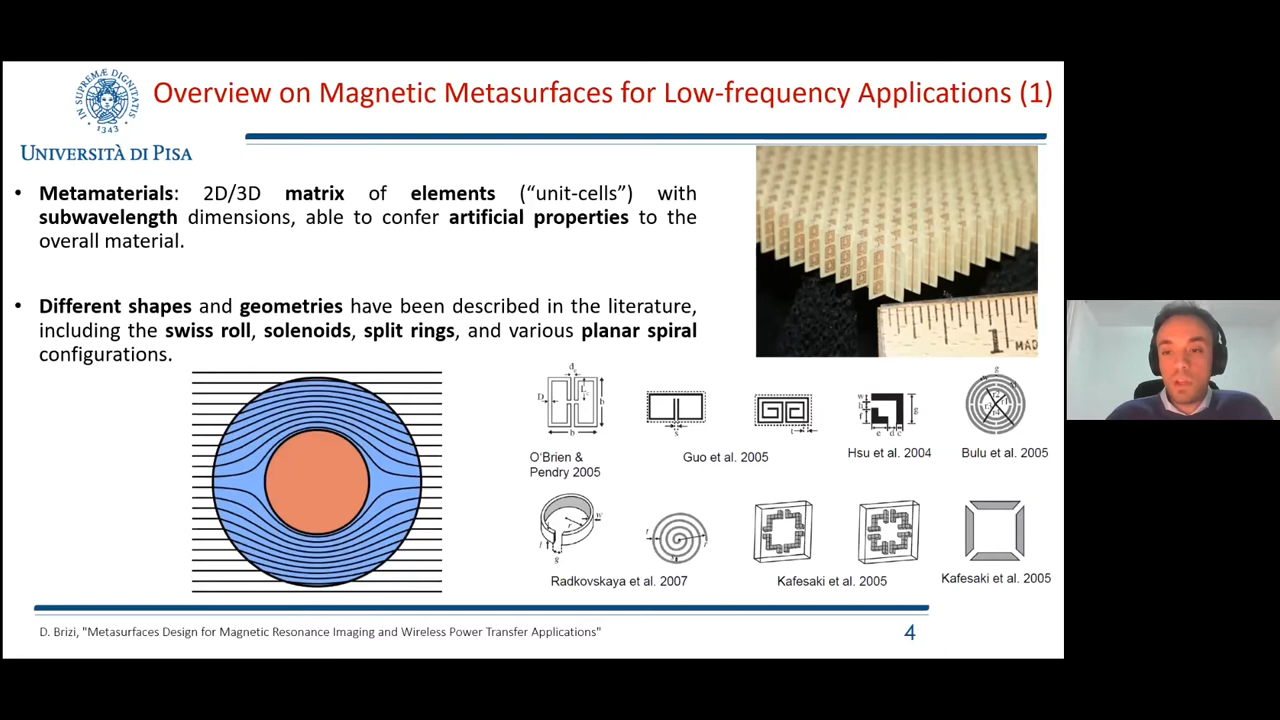 Overview on Magnetic Metasurfaces for Low-frequency Applications (1)
IN SUPREMÆ DIGNITATIS
1343
UNIVERSITÀ DI PISA
• Metamaterials: 2D/3D matrix of elements (“unit-cells”) with
subwavelength dimensions, able to confer artificial properties to the
overall material.
• Different shapes and geometries have been described in the literature,
including the swiss roll, solenoids, split rings, and various planar spiral
configurations.
1 MAD
O'Brien &
Pendry 2005
Guo et al. 2005
Hsu et al. 2004
Bulu et al. 2005
Radkovskaya et al. 2007
Kafesaki et al. 2005
Kafesaki et al. 2005
D. Brizi, "Metasurfaces Design for Magnetic Resonance Imaging and Wireless Power Transfer Applications"
4